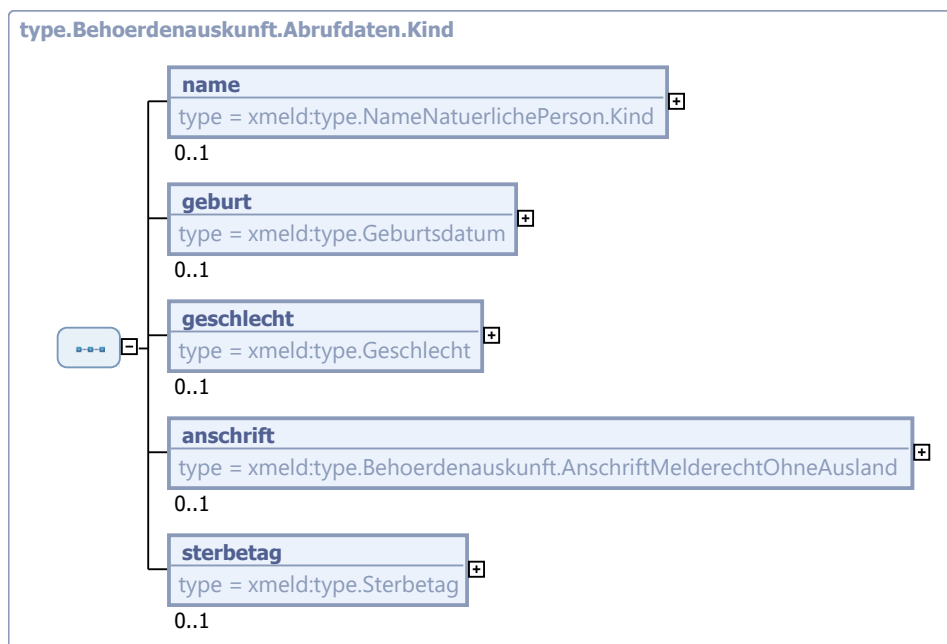 type.Behoerdenauskunft.Abrufdaten.Kind
name
type = xmeld:type.NameNatuerlichePerson.Kind
0..1
geburt
type = xmeld:type.Geburtsdatum
0..1
geschlecht
type = xmeld:type.Geschlecht
0..1
anschrift
type = xmeld:type.Behoerdenauskunft.AnschriftMelderechtOhneAusland
0..1
sterbetag
type = xmeld:type.Sterbetag
0..1